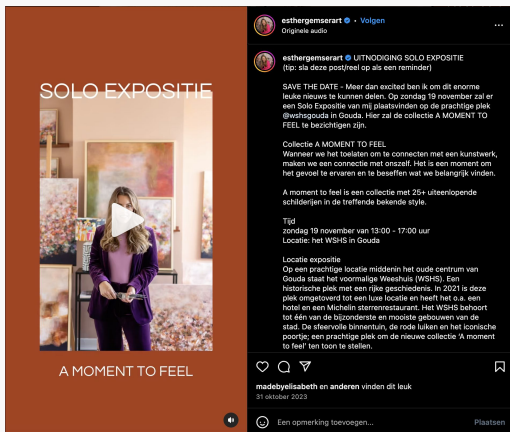 SOLO EXPOSITIE
A MOMENT TO FEEL
esthergemserart • Volgen
Originele audio
esthergemserart UITNODIGING SOLO EXPOSITIE
(tip: sla deze post/reel op als een reminder)
SAVE THE DATE - Meer dan excited ben ik om dit enorme
leuke nieuws te kunnen delen. Op zondag 19 november zal er
een Solo Expositie van mij plaatsvinden op de prachtige plek
@wshsgouda in Gouda. Hier zal de collectie A MOMENT TO
FEEL te bezichtigen zijn.
Collectie A MOMENT TO FEEL
Wanneer we het toelaten om te connecten met een kunstwerk,
maken we een connectie met onszelf. Het is een moment om
het gevoel te ervaren en te beseffen wat we belangrijk vinden.
A moment to feel is een collectie met 25+ uiteenlopende
schilderijen in de treffende bekende style.
Tijd
zondag 19 november van 13:00 - 17:00 uur
Locatie: het WSHS in Gouda
Locatie expositie
Op een prachtige locatie middenin het oude centrum van
Gouda staat het voormalige Weeshuis (WSHS). Een
historische plek met een rijke geschiedenis. In 2021 is deze
plek omgetoverd tot een luxe locatie en heeft het o.a. een
hotel en een Michelin sterrenrestaurant. Het WSHS behoort
tot één van de bijzonderste en mooiste gebouwen van de
stad. De sfeervolle binnentuin, de rode luiken en het iconische
poortje; een prachtige plek om de nieuwe collectie 'A moment
to feel' ten toon te stellen.
madebyelisabeth en anderen vinden dit leuk
31 oktober 2023
Een opmerking toevoegen...
Plaatsen